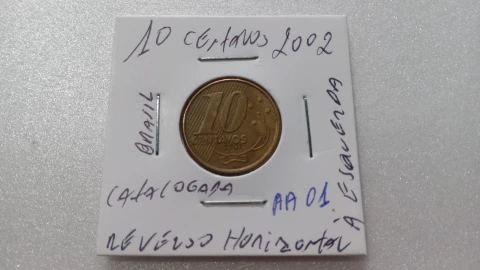 10 CENTAVOS 2002
BRASIL
10
CENTAVOS
À ESQUERDA
CATALOGADA
AA 01
REVERSO HORIZONTAL